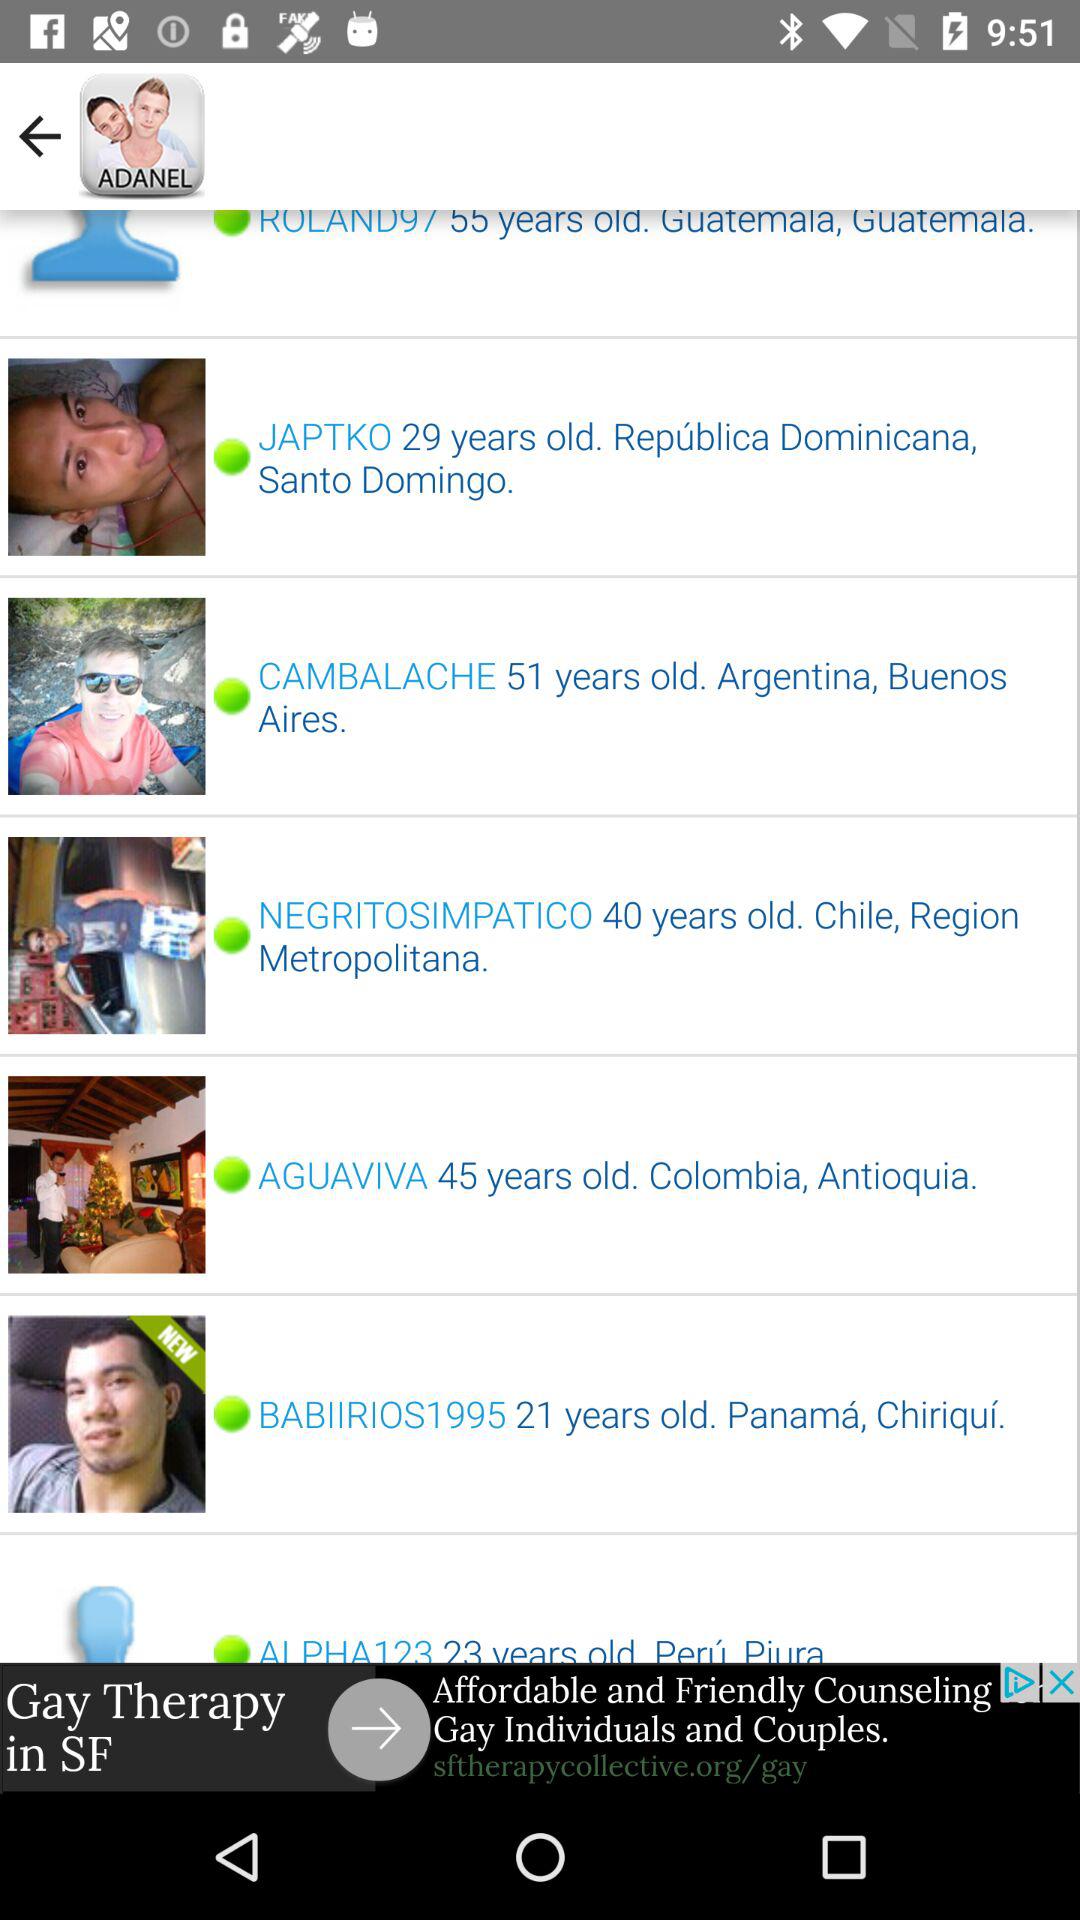 FAKE
9:51
ADANEL
ROLAND97 55 years old. Guatemala, Guatemala.
JAPTKO 29 years old. República Dominicana,
Santo Domingo.
CAMBALACHE 51 years old. Argentina, Buenos
Aires.
NEGRITOSIMPATICO 40 years old. Chile, Region
Metropolitana.
AGUAVIVA 45 years old. Colombia, Antioquia.
NEW
BABIIRIOS1995 21 years old. Panamá, Chiriquí.
ALPHA123 23 years old. Perú, Piura
Gay Therapy
in SF
Affordable and Friendly Counseling
Gay Individuals and Couples.
sftherapycollective.org/gay